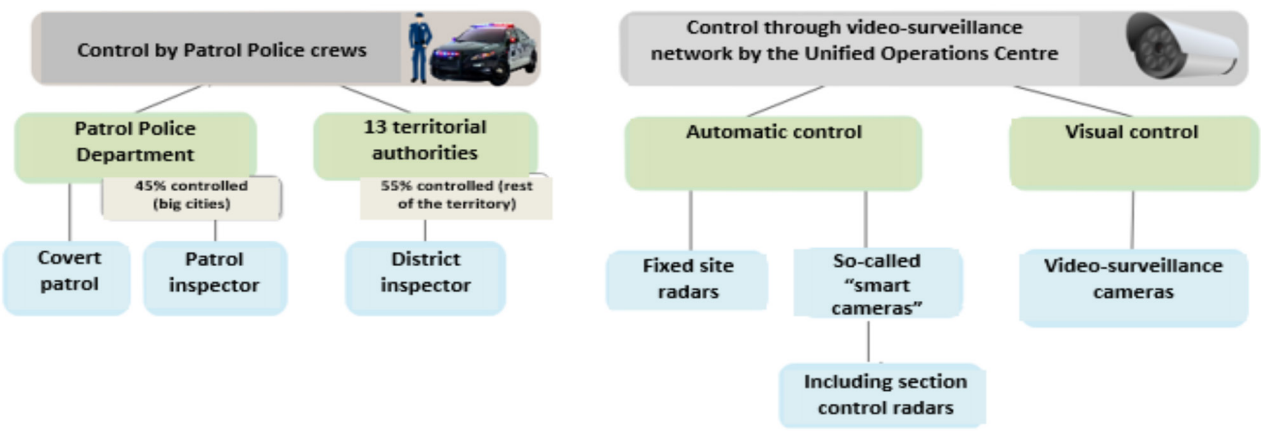 Control by Patrol Police crews
Patrol Police
Department
13 territorial
authorities
45% controlled
(big cities)
55% controlled (rest
of the territory)
Covert
patrol
Patrol
inspector
District
inspector
Control through video-surveillance
network by the Unified Operations Centre
Automatic control
Visual control
Fixed site
radars
So-called
“smart
cameras”
Video-surveillance
cameras
Including section
control radars